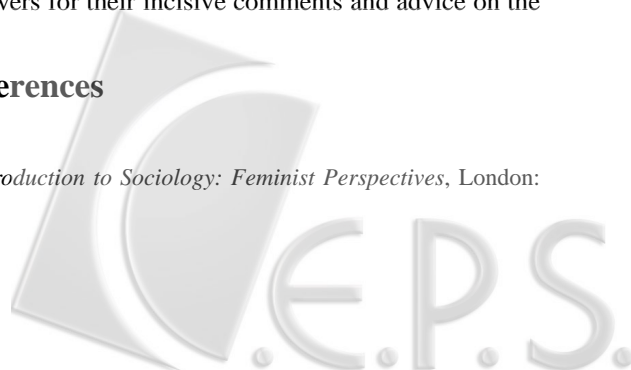 wers for their incisive comments and advice on the
erences
roduction to Sociology: Feminist Perspectives, London:
C.E.P.S.